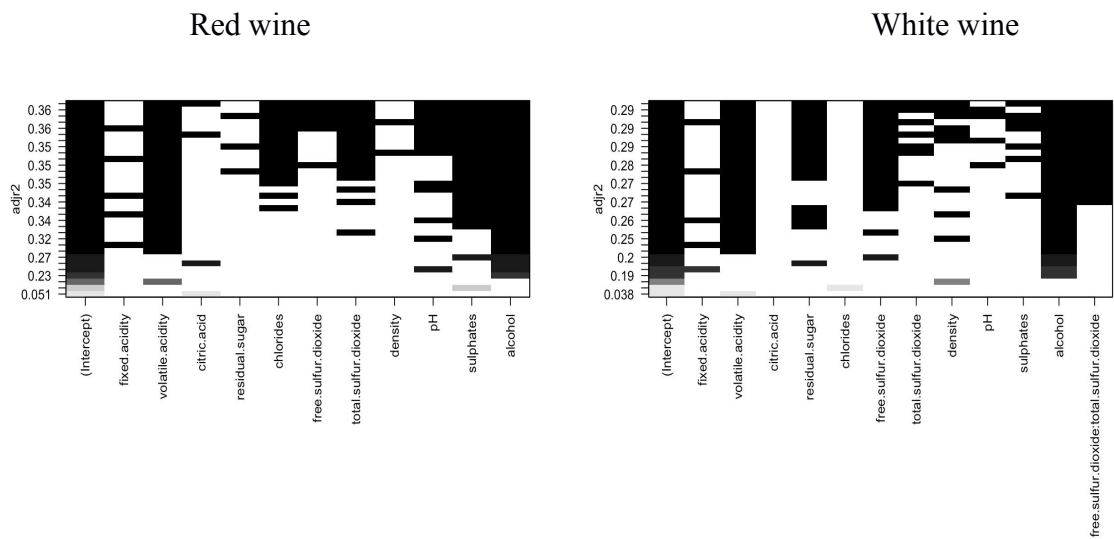 Red wine
White wine
0.36
0.36
0.35
0.35
0.35
0.34
0.34
0.32
0.27
0.23
0.051
adjr2
(Intercept)
fixed.acidity
volatile.acidity
citric.acid
residual.sugar
chlorides
free.sulfur.dioxide
total.sulfur.dioxide
density
pH
sulphates
alcohol
0.29
0.29
0.29
0.28
0.27
0.27
0.26
0.25
0.2
0.19
0.038
adjr2
(Intercept)
fixed.acidity
volatile.acidity
citric.acid
residual.sugar
chlorides
free.sulfur.dioxide
total.sulfur.dioxide
density
pH
sulphates
alcohol
free.sulfur.dioxide:total.sulfur.dioxide